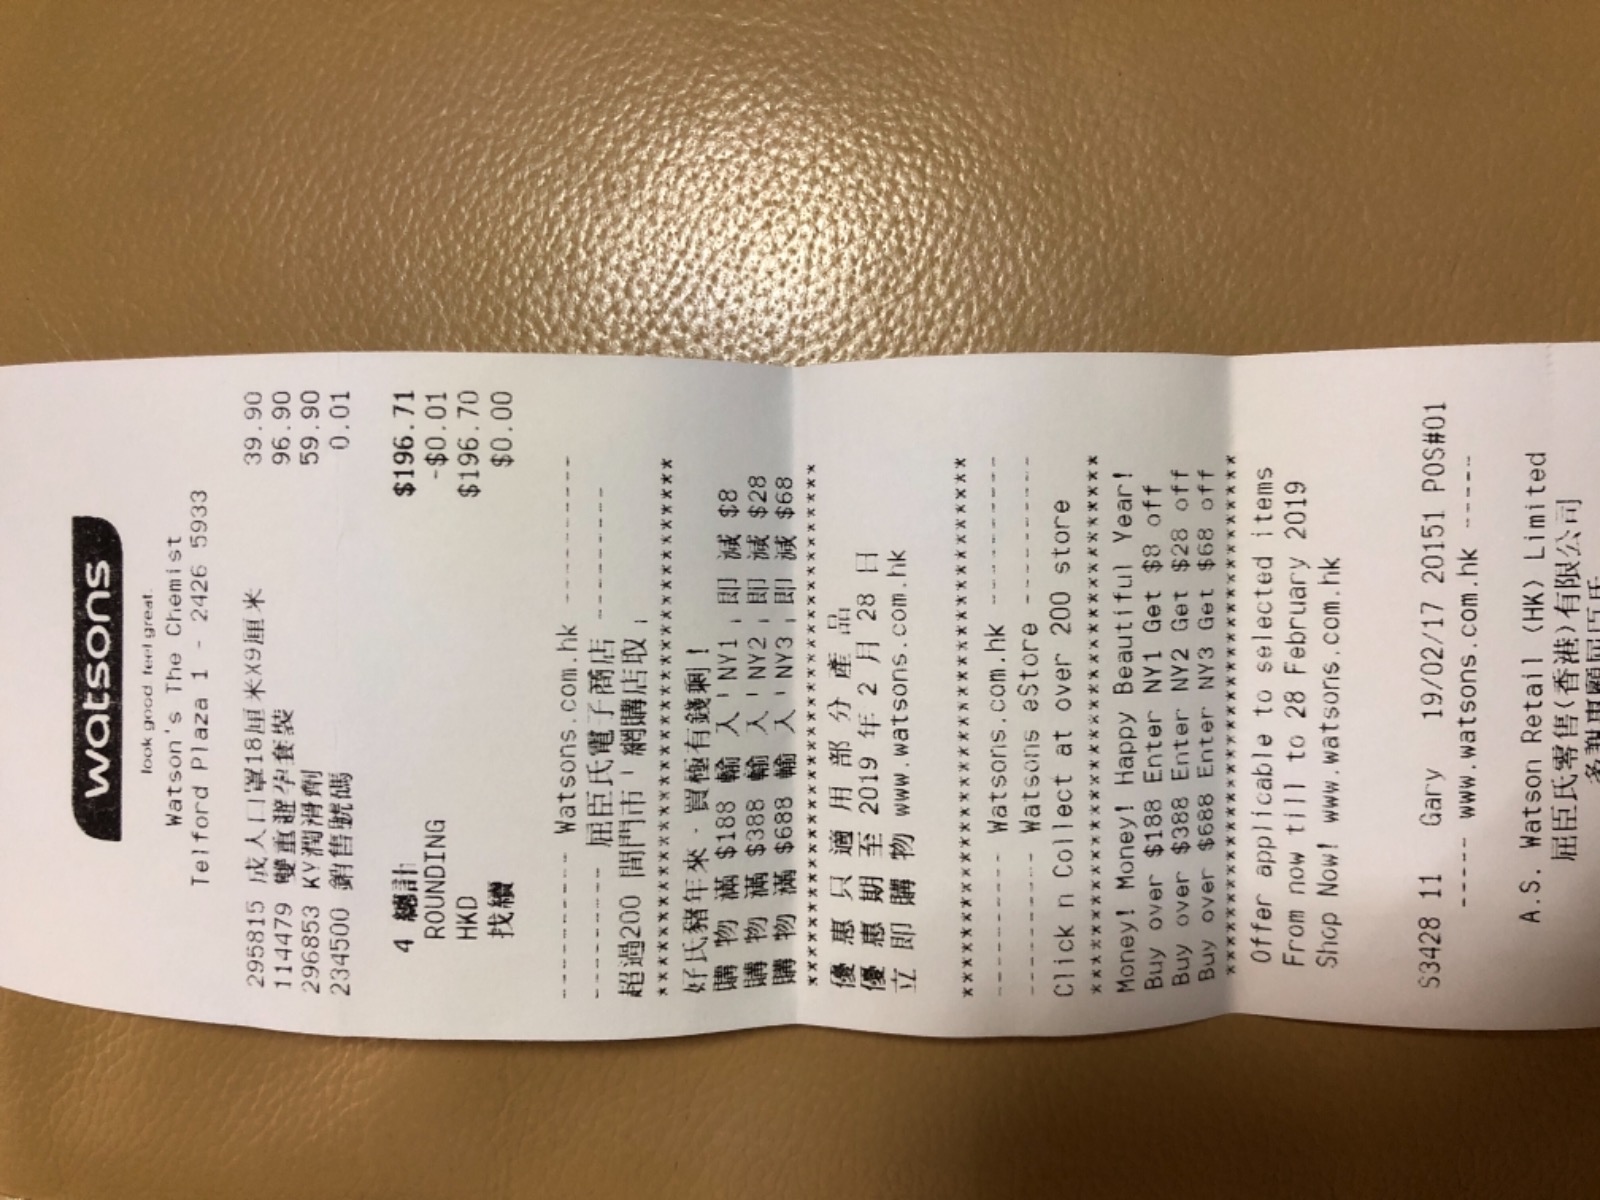 watsons
look good. feel great.
Watson's The Chemist
Telford Plaza 1 - 2426 5933
295815 成人口罩18厘米X9厘米 39.90
114479 雙重避孕套裝 96.90
296853 KY潤滑劑 59.90
234500 銷售號碼 0.01
4 總計 $196.71
ROUNDING -$0.01
HKD $196.70
找續 $0.00
---------- Watsons.com.hk ----------
--------- 屈臣氏電子商店 ---------
超過200 間門市「網購店取」
************************************
好氏豬年來‧買極有錢剩!
購 物 滿 $188 輸 入「NY1」即 減 $8
購 物 滿 $388 輸 入「NY2」即 減 $28
購 物 滿 $688 輸 入「NY3」即 減 $68
************************************
優 惠 只 適 用 部 分 產 品
優 惠 期 至 2019 年 2 月 28 日
立 即 購 物 www.watsons.com.hk
************************************
---------- Watsons.com.hk ----------
---------- Watsons eStore ----------
Click n Collect at over 200 store
************************************
Money! Money! Happy Beautiful Year!
Buy over $188 Enter NY1 Get $8 off
Buy over $388 Enter NY2 Get $28 off
Buy over $688 Enter NY3 Get $68 off
************************************
Offer applicable to selected items
From now till to 28 February 2019
Shop Now! www.watsons.com.hk
S3428 11 Gary 19/02/17 20151 POS#01
----- www.watsons.com.hk -----
A.S. Watson Retail (HK) Limited
屈臣氏零售(香港)有限公司
多謝惠顧屈臣氏